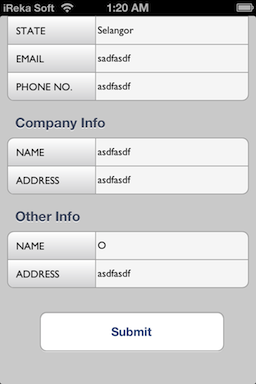 iReka Soft 1:20 AM
STATE Selangor
EMAIL sadfasdf
PHONE NO. asdfasdf
Company Info
NAME asdfasdf
ADDRESS asdfasdf
Other Info
NAME O
ADDRESS asdfasdf
Submit